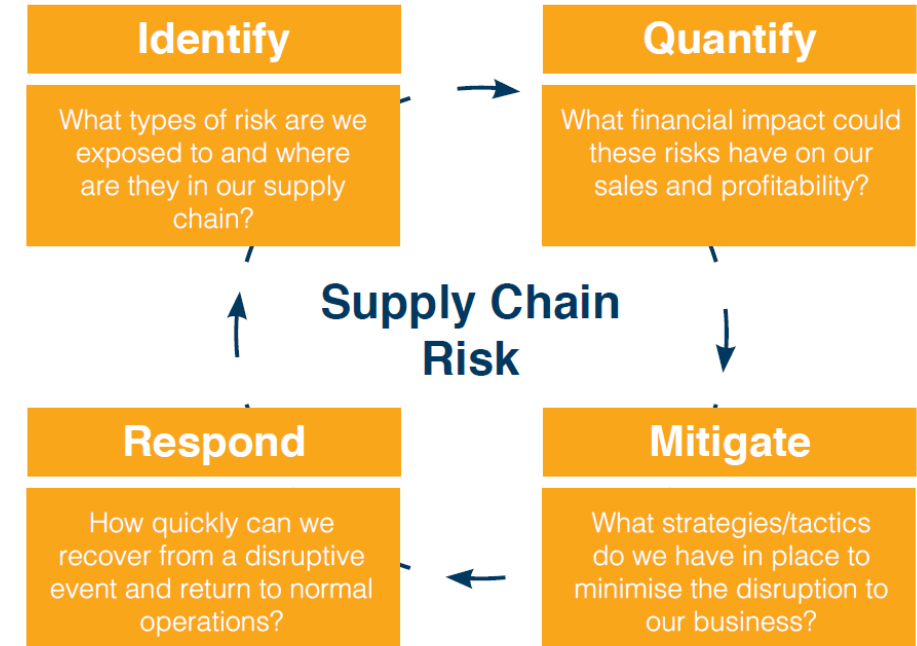 Identify
What types of risk are we
exposed to and where
are they in our supply
chain?
Quantify
What financial impact could
these risks have on our
sales and profitability?
Supply Chain
Risk
Respond
How quickly can we
recover from a disruptive
event and return to normal
operations?
Mitigate
What strategies/tactics
do we have in place to
minimise the disruption to
our business?